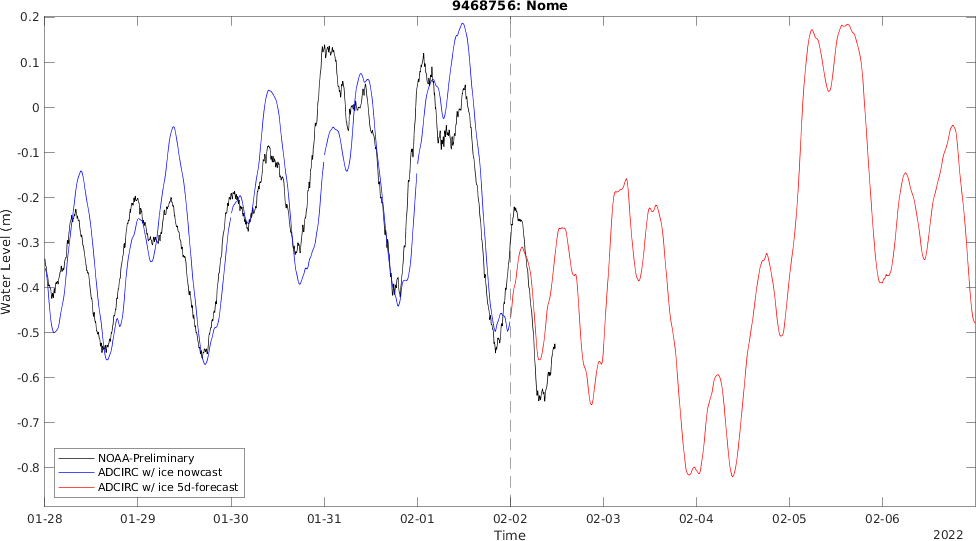 9468756: Nome
0.2
0.1
0
-0.1
-0.2
-0.3
-0.4
-0.5
-0.6
-0.7
-0.8
Water Level (m)
NOAA-Preliminary
ADCIRC w/ ice nowcast
ADCIRC w/ ice 5d-forecast
01-28 01-29 01-30 01-31 02-01 02-02 02-03 02-04 02-05 02-06
Time
2022